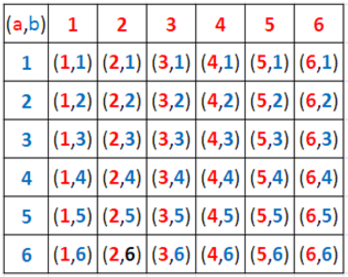 (a,b) 1 2 3 4 5 6
1 (1,1) (2,1) (3,1) (4,1) (5,1) (6,1)
2 (1,2) (2,2) (3,2) (4,2) (5,2) (6,2)
3 (1,3) (2,3) (3,3) (4,3) (5,3) (6,3)
4 (1,4) (2,4) (3,4) (4,4) (5,4) (6,4)
5 (1,5) (2,5) (3,5) (4,5) (5,5) (6,5)
6 (1,6) (2,6) (3,6) (4,6) (5,6) (6,6)